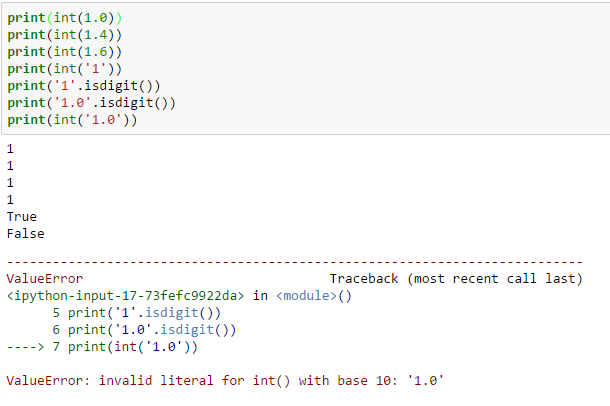 print(int(1.0))
print(int(1.4))
print(int(1.6))
print(int('1'))
print('1'.isdigit())
print('1.0'.isdigit())
print(int('1.0'))
1
1
1
1
True
False
---------------------------------------------------------------------------
ValueError                                Traceback (most recent call last)
<ipython-input-17-73fefc9922da> in <module>()
      5 print('1'.isdigit())
      6 print('1.0'.isdigit())
----> 7 print(int('1.0'))
ValueError: invalid literal for int() with base 10: '1.0'